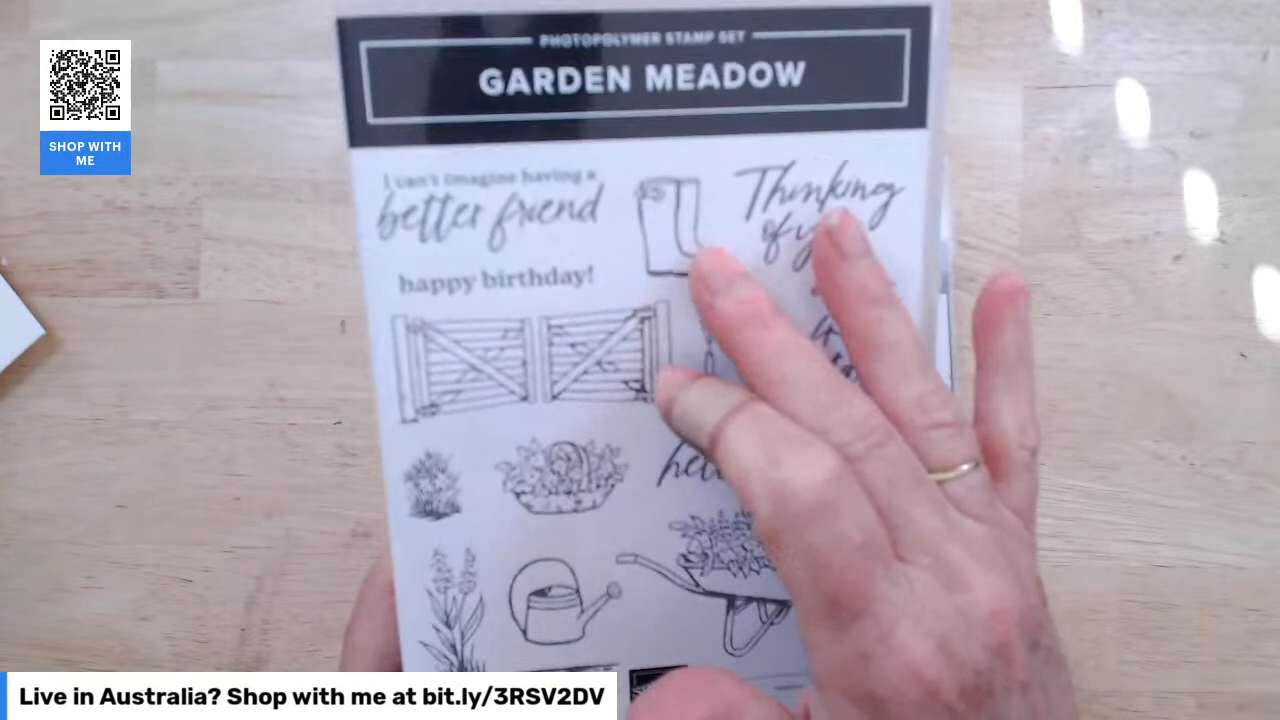 SHOP WITH
ME
PHOTOPOLYMER STAMP SET
GARDEN MEADOW
I can't imagine having a
better friend
Thinking
of
happy birthday!
Live in Australia? Shop with me at bit.ly/3RSV2DV